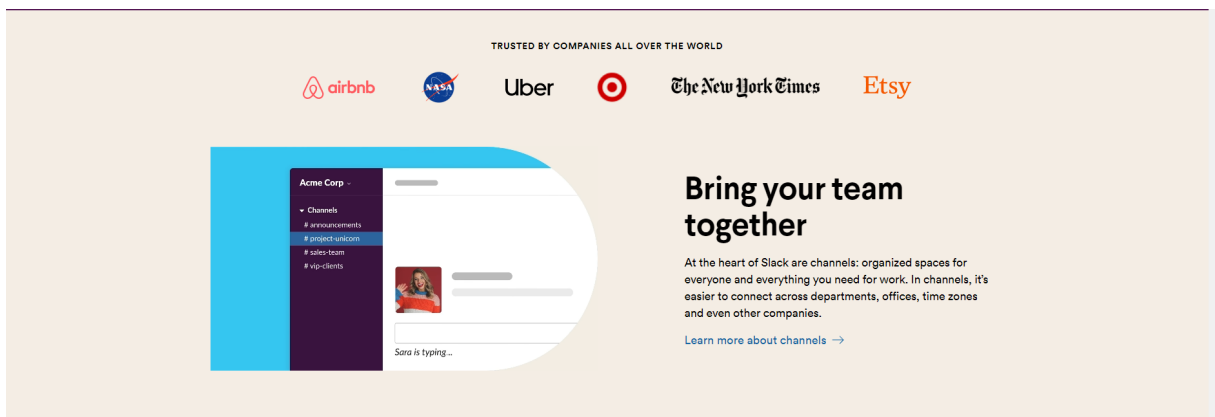 TRUSTED BY COMPANIES ALL OVER THE WORLD
airbnb
NASA
Uber
The New York Times
Etsy
Acme Corp
Channels
# announcements
# project-unicorn
# sales-team
# vip-clients
Sara is typing...
Bring your team
together
At the heart of Slack are channels: organized spaces for
everyone and everything you need for work. In channels, it's
easier to connect across departments, offices, time zones
and even other companies.
Learn more about channels →